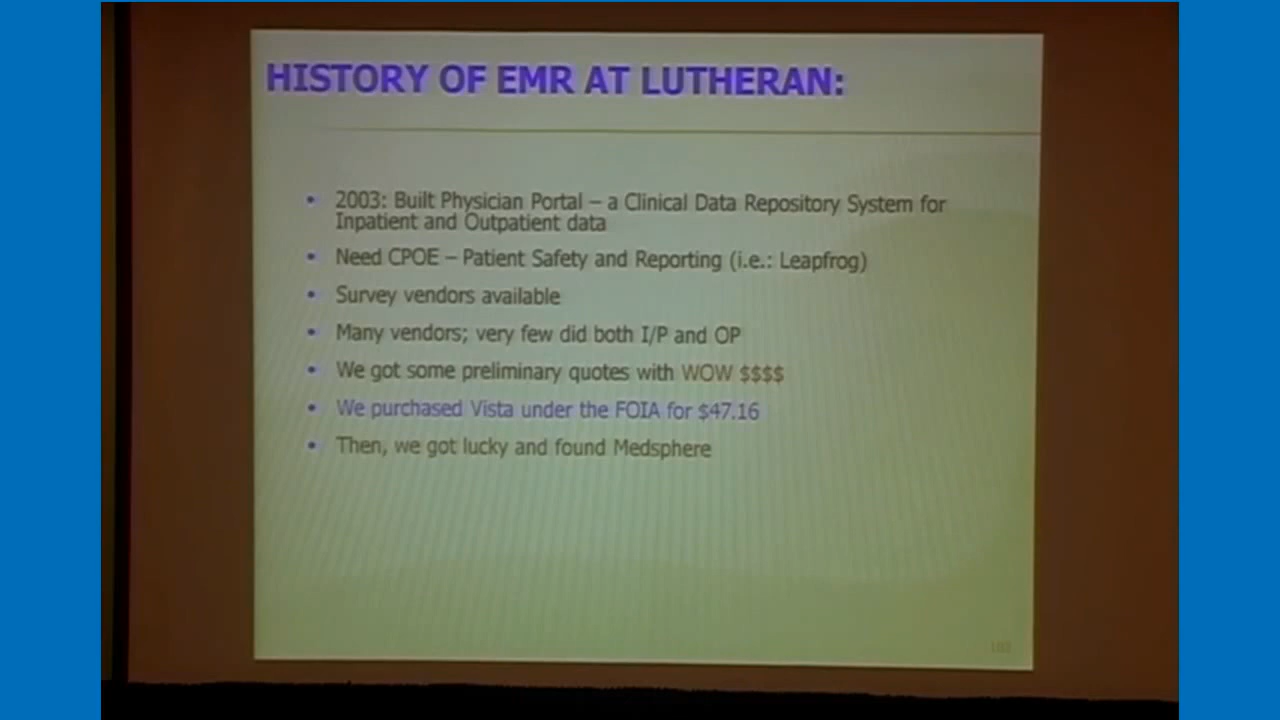 HISTORY OF EMR AT LUTHERAN:
• 2003: Built Physician Portal – a Clinical Data Repository System for
Inpatient and Outpatient data
• Need CPOE – Patient Safety and Reporting (i.e.: Leapfrog)
• Survey vendors available
• Many vendors; very few did both I/P and OP
• We got some preliminary quotes with WOW $$$$
• We purchased Vista under the FOIA for $47.16
• Then, we got lucky and found Medsphere